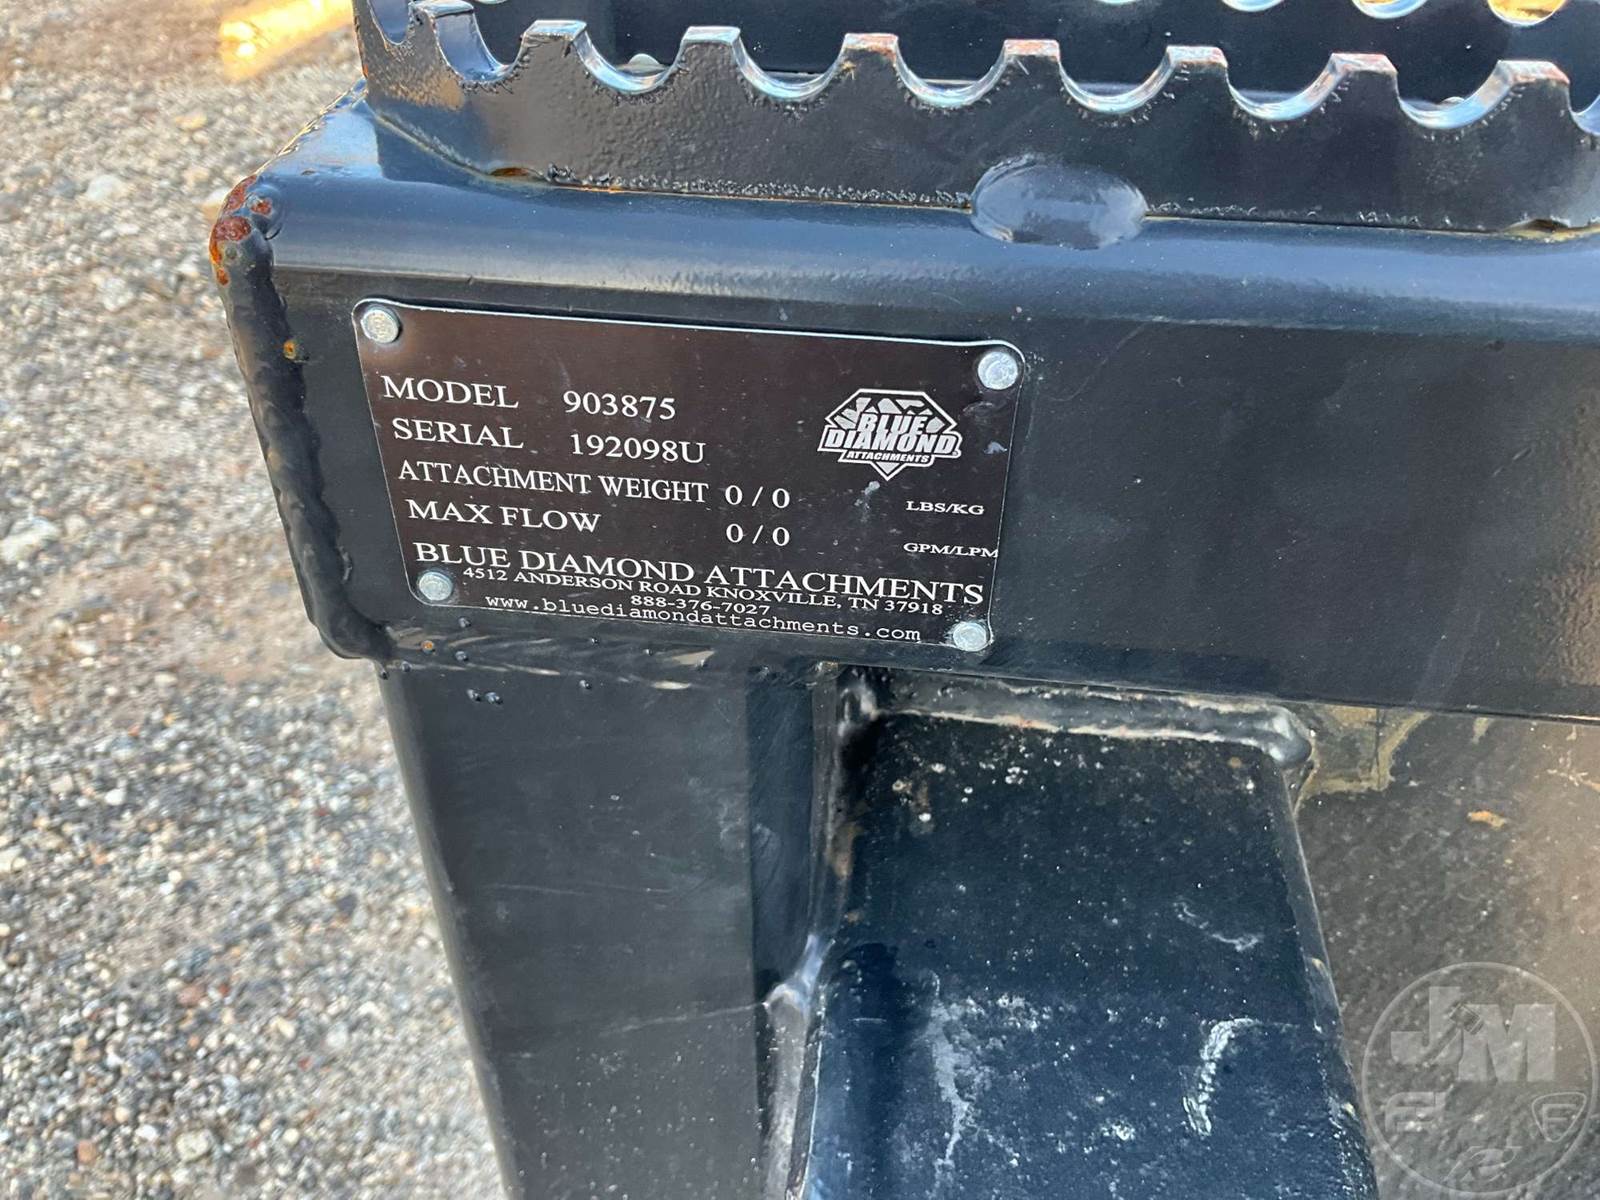 MODEL 903875
SERIAL 192098U
ATTACHMENT WEIGHT 0 / 0 LBS/KG
MAX FLOW 0 / 0 GPM/LPM
BLUE DIAMOND ATTACHMENTS
4512 ANDERSON ROAD KNOXVILLE, TN 37918
888-376-7027
www.bluediamondattachments.com
BLUE
DIAMOND
ATTACHMENTS
J M
E F